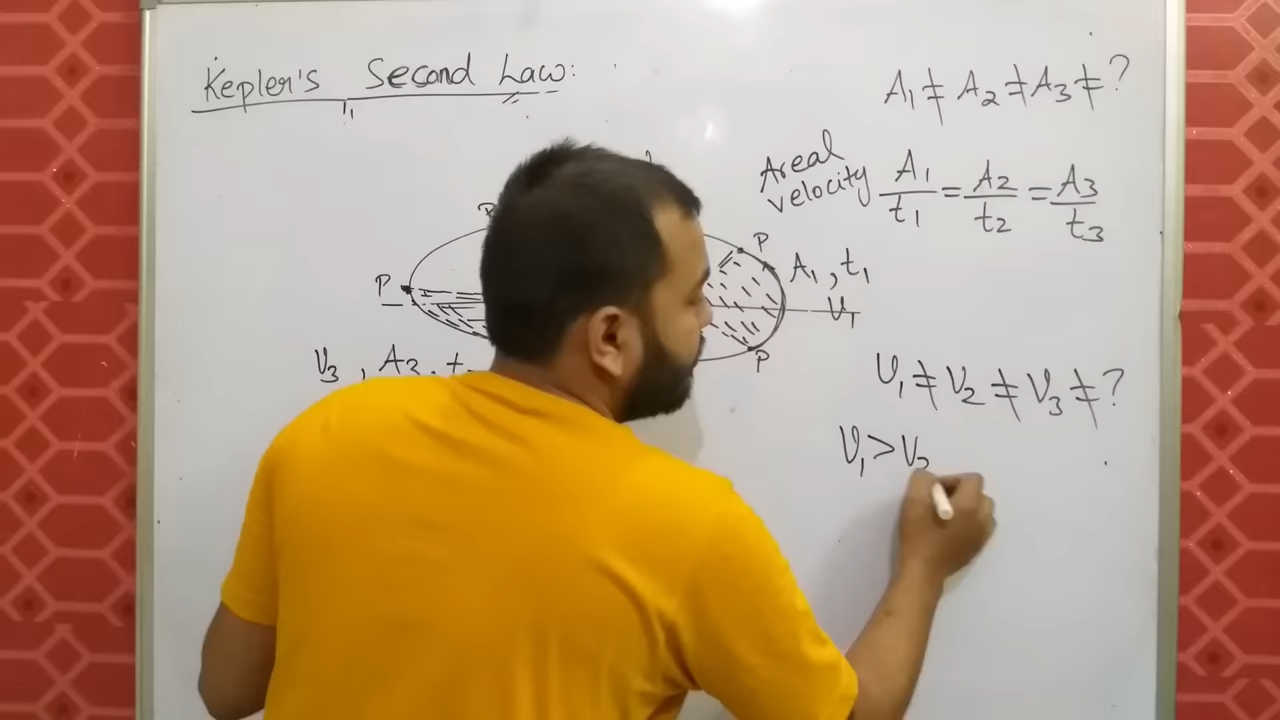 Kepler's Second Law:
A₁ ≠ A₂ ≠ A₃ ≠ ?
Areal
velocity A₁/t₁ = A₂/t₂ = A₃/t₃
P
P
A₁, t₁
P
V₁
P
V₃, A₃, t
V₁ ≠ V₂ ≠ V₃ ≠ ?
V₁ > V₂